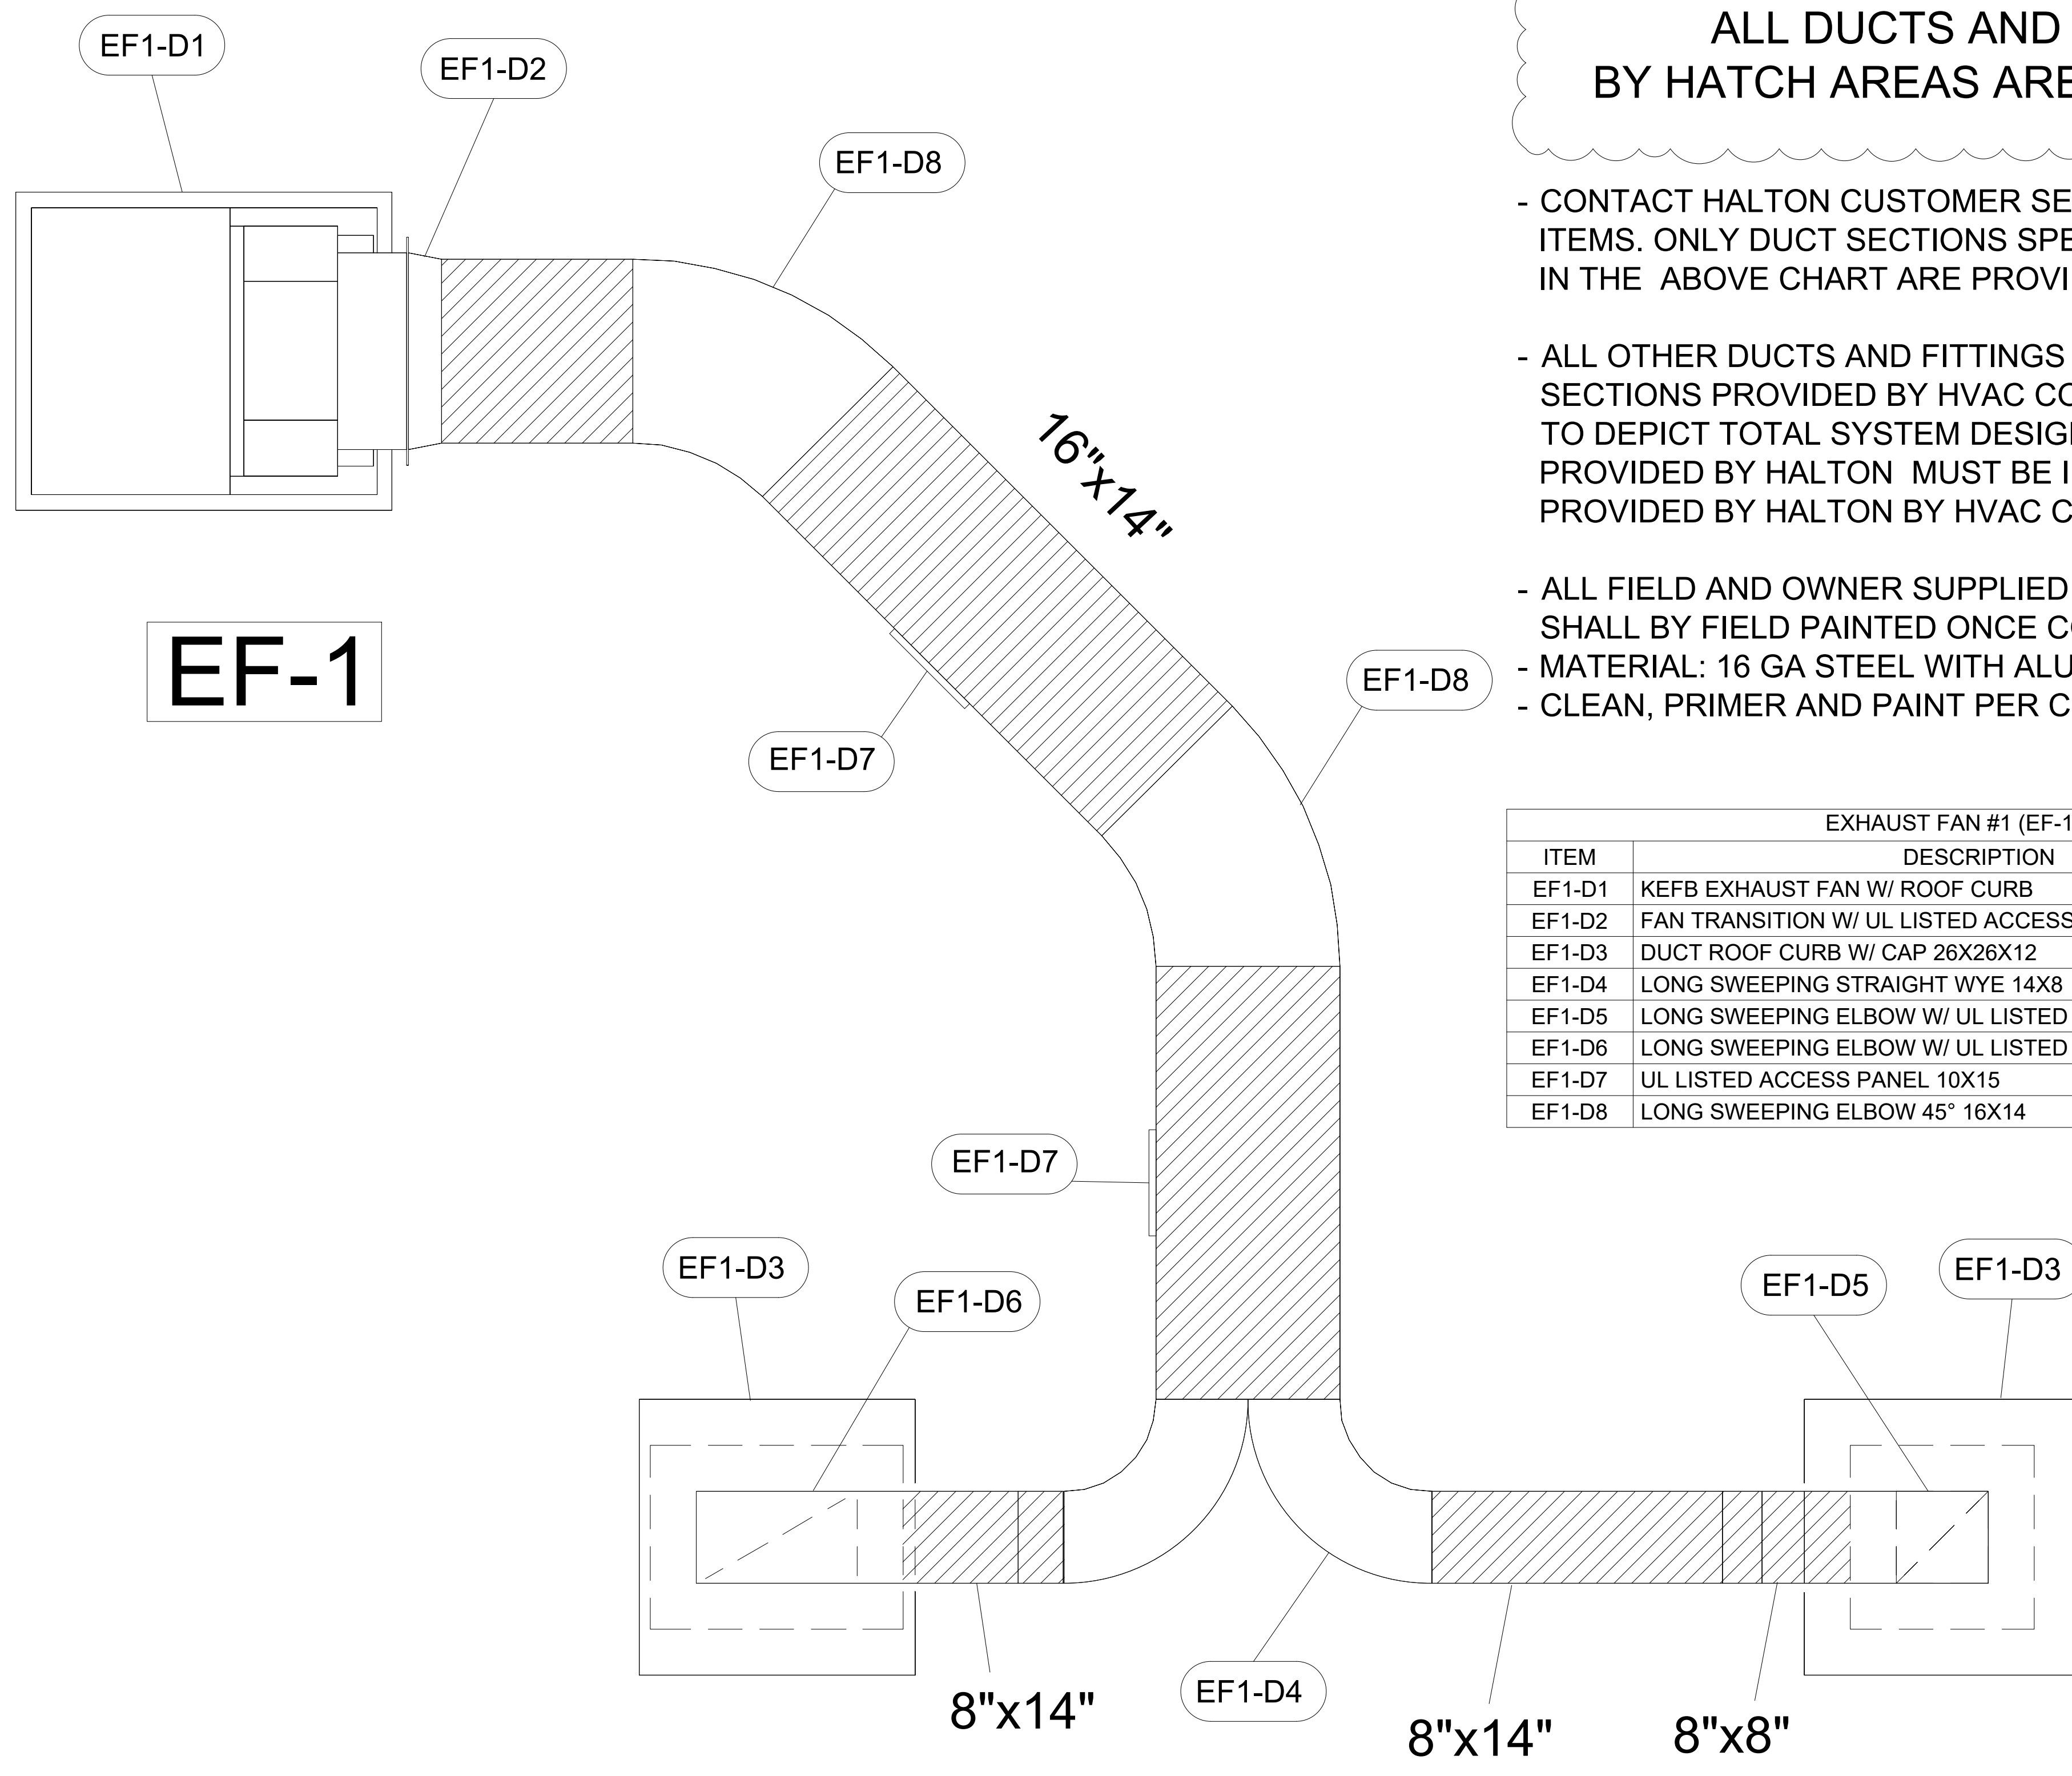 EF1-D1
EF1-D2
EF1-D8
16"x14"
EF-1
EF1-D7
EF1-D8
EF1-D7
EF1-D3
EF1-D6
EF1-D5
EF1-D3
8"x14"
EF1-D4
8"x14"
8"x8"
ALL DUCTS AND
BY HATCH AREAS ARE
- CONTACT HALTON CUSTOMER SE
ITEMS. ONLY DUCT SECTIONS SPE
IN THE ABOVE CHART ARE PROVI
- ALL OTHER DUCTS AND FITTINGS
SECTIONS PROVIDED BY HVAC CO
TO DEPICT TOTAL SYSTEM DESIG
PROVIDED BY HALTON MUST BE I
PROVIDED BY HALTON BY HVAC C
- ALL FIELD AND OWNER SUPPLIED
SHALL BY FIELD PAINTED ONCE CO
- MATERIAL: 16 GA STEEL WITH ALU
- CLEAN, PRIMER AND PAINT PER C
EXHAUST FAN #1 (EF-1
ITEM DESCRIPTION
EF1-D1 KEFB EXHAUST FAN W/ ROOF CURB
EF1-D2 FAN TRANSITION W/ UL LISTED ACCESS
EF1-D3 DUCT ROOF CURB W/ CAP 26X26X12
EF1-D4 LONG SWEEPING STRAIGHT WYE 14X8
EF1-D5 LONG SWEEPING ELBOW W/ UL LISTED
EF1-D6 LONG SWEEPING ELBOW W/ UL LISTED
EF1-D7 UL LISTED ACCESS PANEL 10X15
EF1-D8 LONG SWEEPING ELBOW 45° 16X14